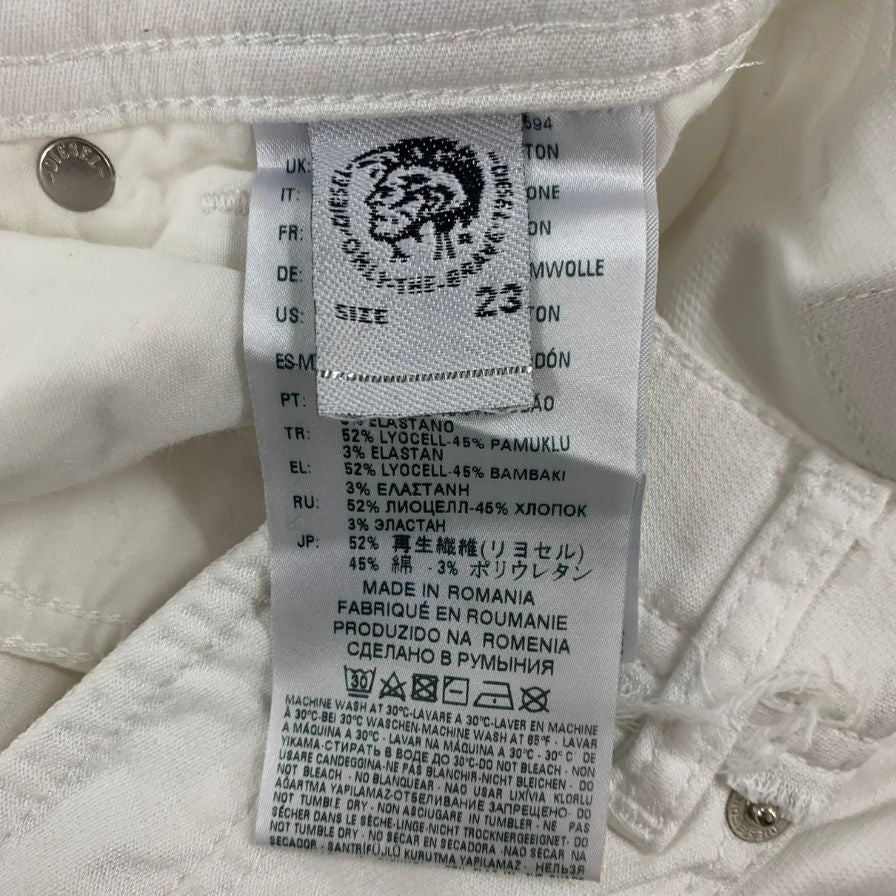 DIESEL
DIESEL · ONLY · THE · BRAVE · DIESEL
SIZE 23
594
UK: TON
IT: ONE
FR: ON
DE: MWOLLE
US: TON
ES-M DÓN
PT: ÃO
3% ELASTANO
TR: 52% LYOCELL-45% PAMUKLU
3% ELASTAN
EL: 52% LYOCELL-45% BAMBAKI
3% ΕΛΑΣΤΑΝΗ
RU: 52% ЛИОЦЕЛЛ-45% ХЛОПОК
3% ЭЛАСТАН
JP: 52% 再生繊維(リヨセル)
45% 綿 · 3% ポリウレタン
MADE IN ROMANIA
FABRIQUÉ EN ROUMANIE
PRODUZIDO NA ROMENIA
СДЕЛАНО В РУМЫНИЯ
30
MACHINE WASH AT 30°C-LAVARE A 30°C-LAVER EN MACHINE
À 30°C-BEI 30°C WASCHEN-MACHINE WASH AT 65°F - LAVAR
A MÁQUINA A 30°C - LAVAR NA MÁQUINA A 30°C - 30° C' DE
YIKAMA-СТИРАТЬ В ВОДЕ ДО 30°C-DO NOT BLEACH - NON
USARE CANDEGGINA-NE PAS BLANCHIR-NICHT BLEICHEN - DO
NOT BLEACH - NO BLANQUEAR - NÃO USAR LIXÍVIA KLORLU
AĞARTMA YAPILAMAZ-ОТБЕЛИВАНИЕ ЗАПРЕЩЕНО- DO
NOT TUMBLE DRY - NON ASCIUGARE IN TUMBLER - NE PAS
SÉCHER DANS LE SÈCHE-LINGE-NICHT TROCKNERGEEIGNET- DO
NOT TUMBLE DRY - NO SECAR EN SECADORA -NÃO SECAR NA
SECADOR - SANTRİFÜJLÜ KURUTMA YAPILAMAZ - НЕЛЬЗЯ